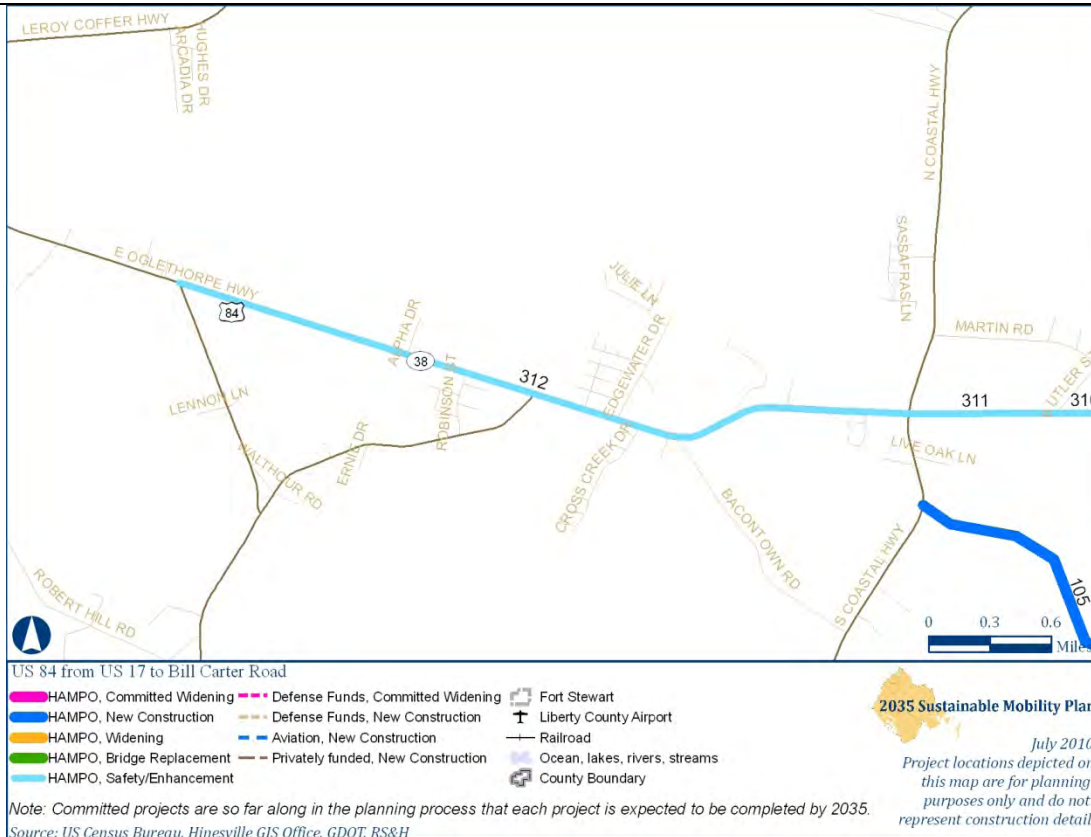 LEROY COFFER HWY
HUGHES DR
ARCADIA DR
N COASTAL HWY
SASSAFRAS LN
E OGLETHORPE HWY
84
JULIE LN
ALPHA DR
38
EDGEWATER DR
MARTIN RD
312
311
310
BUTLER S
LENNON LN
ROBINSON ST
WALTHOUR RD
ERNIE DR
CROSS CREEK DR
LIVE OAK LN
BACONTOWN RD
S COASTAL HWY
105
ROBERT HILL RD
0 0.3 0.6
Miles
US 84 from US 17 to Bill Carter Road
HAMPO, Committed Widening
HAMPO, New Construction
HAMPO, Widening
HAMPO, Bridge Replacement
HAMPO, Safety/Enhancement
Defense Funds, Committed Widening
Defense Funds, New Construction
Aviation, New Construction
Privately funded, New Construction
Fort Stewart
Liberty County Airport
Railroad
Ocean, lakes, rivers, streams
County Boundary
2035 Sustainable Mobility Plan
July 2010
Project locations depicted on
this map are for planning
purposes only and do not
represent construction detail
Note: Committed projects are so far along in the planning process that each project is expected to be completed by 2035.
Source: US Census Bureau, Hinesville GIS Office, GDOT, RS&H